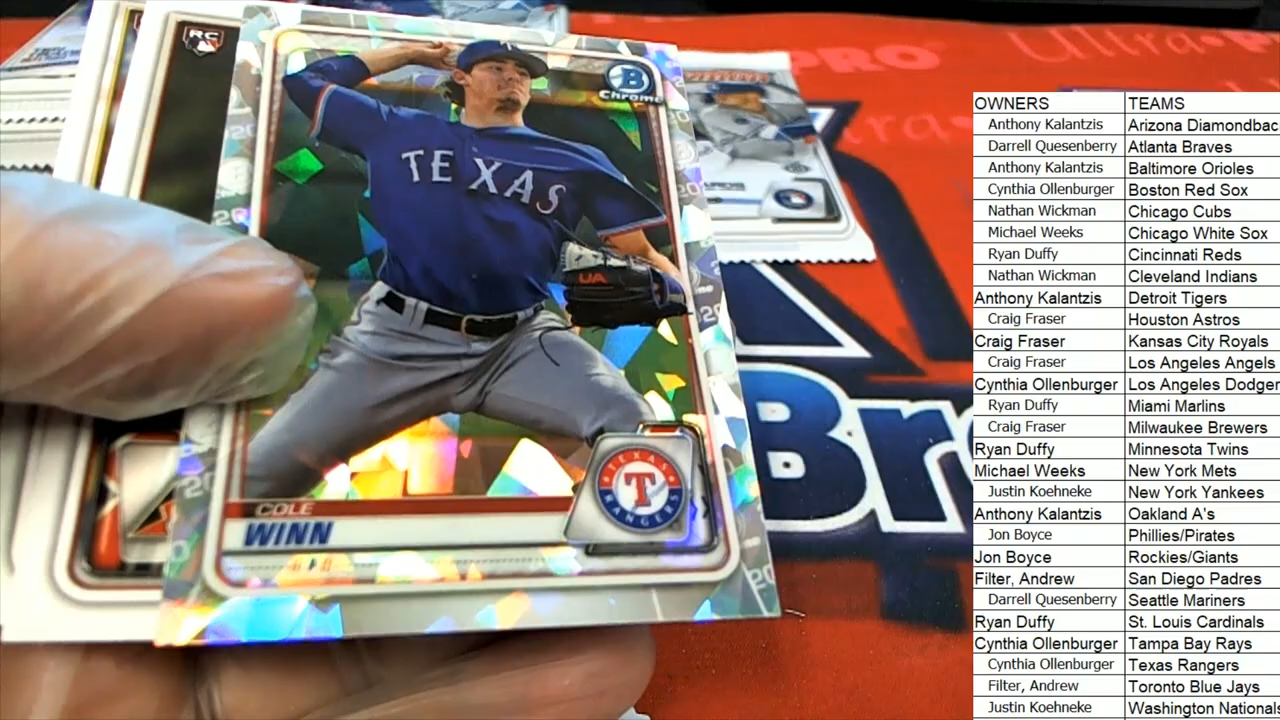 RC
B
Chrome
TEXAS
UA
TEXAS
T
RANGERS
COLE
WINN
PRO
Ultra-
Br
OWNERS TEAMS
Anthony Kalantzis Arizona Diamondbac
Darrell Quesenberry Atlanta Braves
Anthony Kalantzis Baltimore Orioles
Cynthia Ollenburger Boston Red Sox
Nathan Wickman Chicago Cubs
Michael Weeks Chicago White Sox
Ryan Duffy Cincinnati Reds
Nathan Wickman Cleveland Indians
Anthony Kalantzis Detroit Tigers
Craig Fraser Houston Astros
Craig Fraser Kansas City Royals
Craig Fraser Los Angeles Angels
Cynthia Ollenburger Los Angeles Dodger
Ryan Duffy Miami Marlins
Craig Fraser Milwaukee Brewers
Ryan Duffy Minnesota Twins
Michael Weeks New York Mets
Justin Koehneke New York Yankees
Anthony Kalantzis Oakland A's
Jon Boyce Phillies/Pirates
Jon Boyce Rockies/Giants
Filter, Andrew San Diego Padres
Darrell Quesenberry Seattle Mariners
Ryan Duffy St. Louis Cardinals
Cynthia Ollenburger Tampa Bay Rays
Cynthia Ollenburger Texas Rangers
Filter, Andrew Toronto Blue Jays
Justin Koehneke Washington Nationals